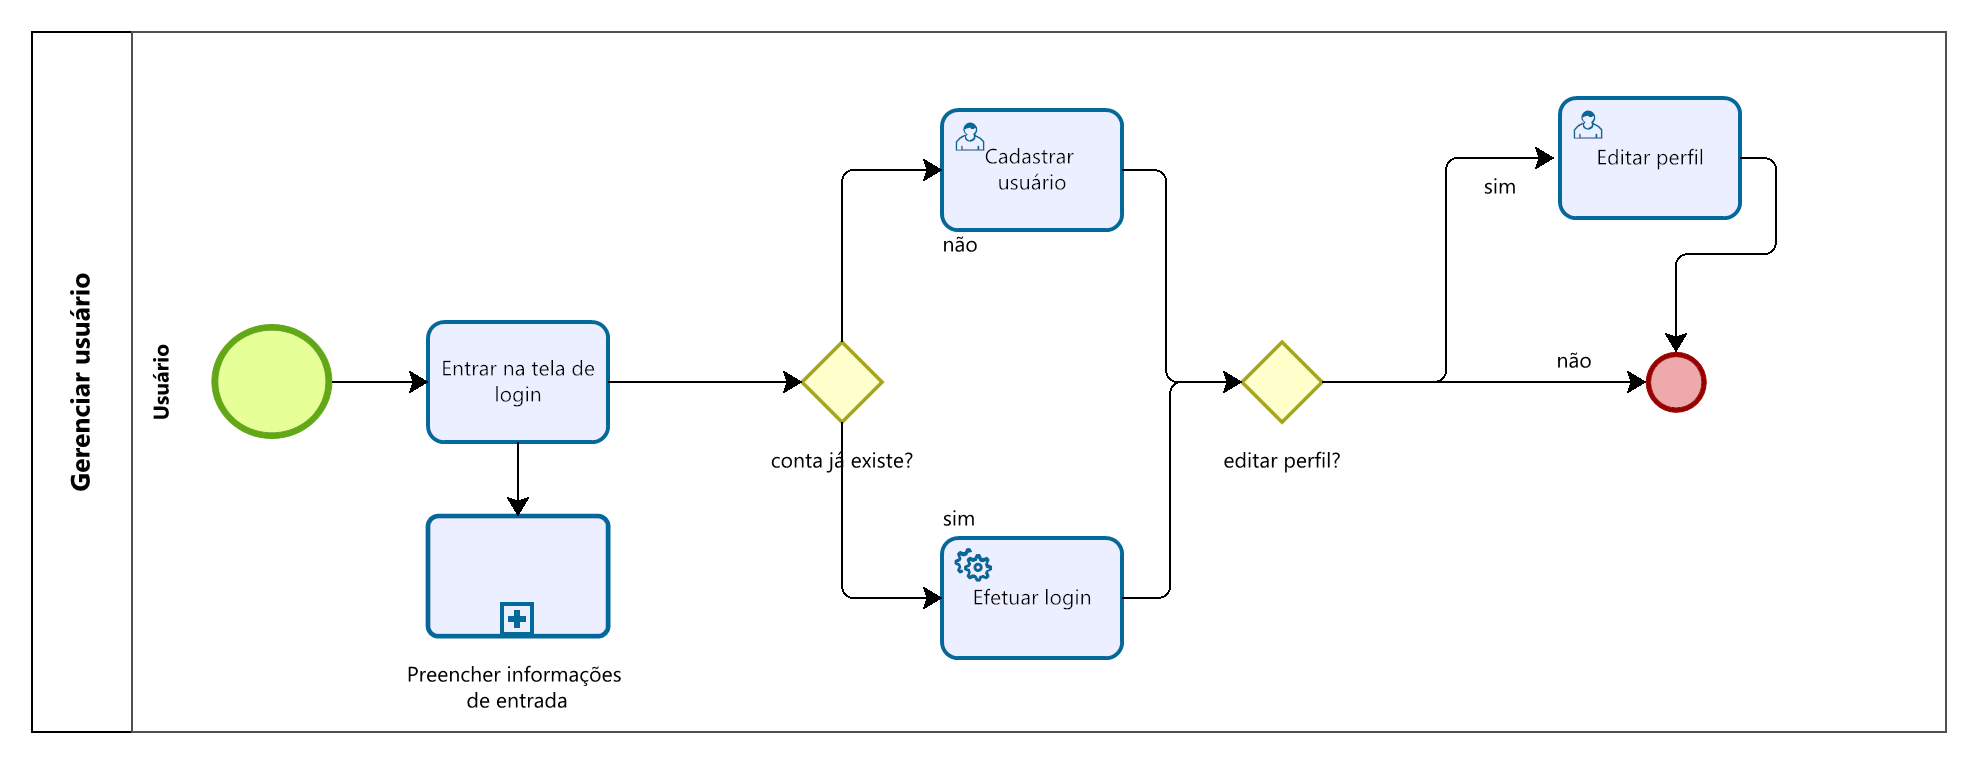 Gerenciar usuário
Usuário
Entrar na tela de
login
Preencher informações
de entrada
conta já existe?
Cadastrar
usuário
não
sim
Efetuar login
editar perfil?
sim
Editar perfil
não